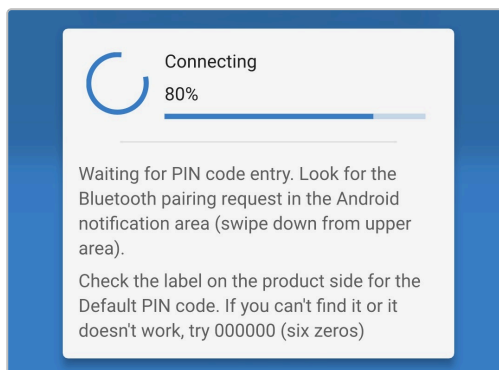 Connecting
80%
Waiting for PIN code entry. Look for the
Bluetooth pairing request in the Android
notification area (swipe down from upper
area).
Check the label on the product side for the
Default PIN code. If you can't find it or it
doesn't work, try 000000 (six zeros)